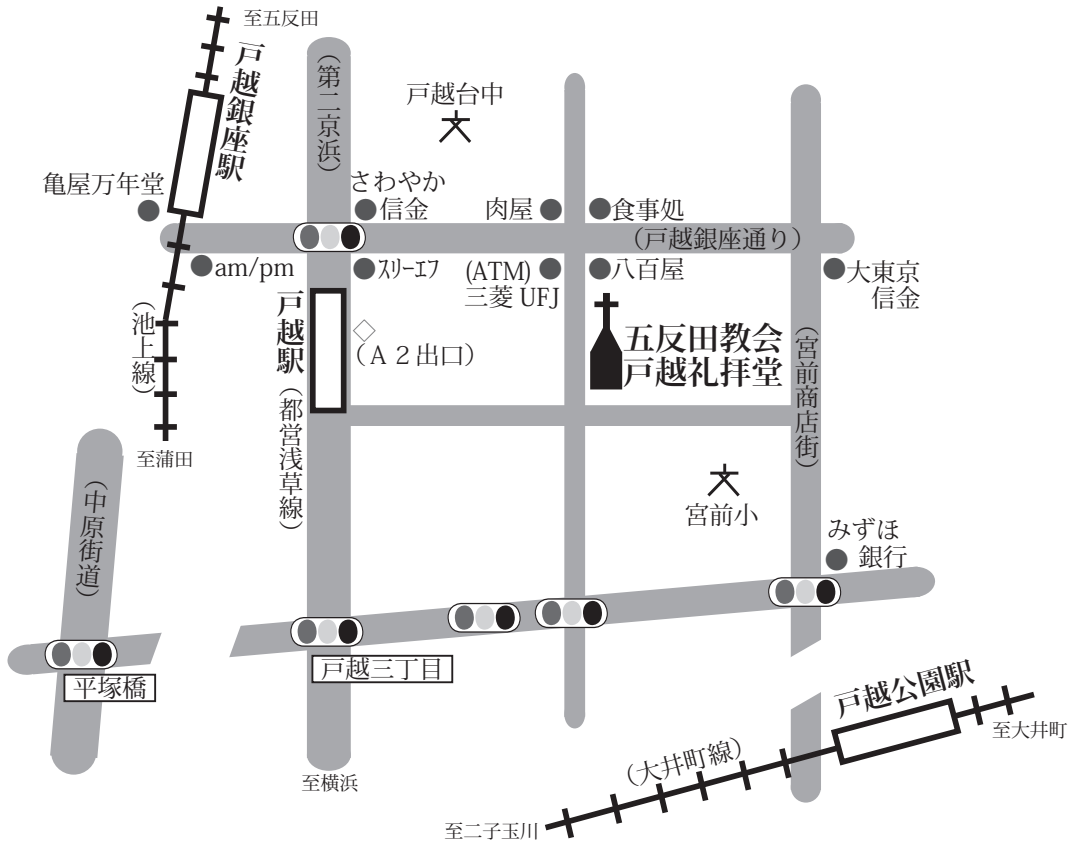 至五反田
戸越銀座駅
（第二京浜）
戸越台中
亀屋万年堂
さわやか
信金
肉屋
食事処
（戸越銀座通り）
am/pm
ｽﾘｰｴﾌ
(ATM)
三菱 UFJ
八百屋
大東京
信金
（池上線）
戸越駅
（都営浅草線）
◇
（Ａ２出口）
五反田教会
戸越礼拝堂
（宮前商店街）
至蒲田
（中原街道）
宮前小
みずほ
銀行
平塚橋
戸越三丁目
戸越公園駅
至大井町
（大井町線）
至横浜
至二子玉川